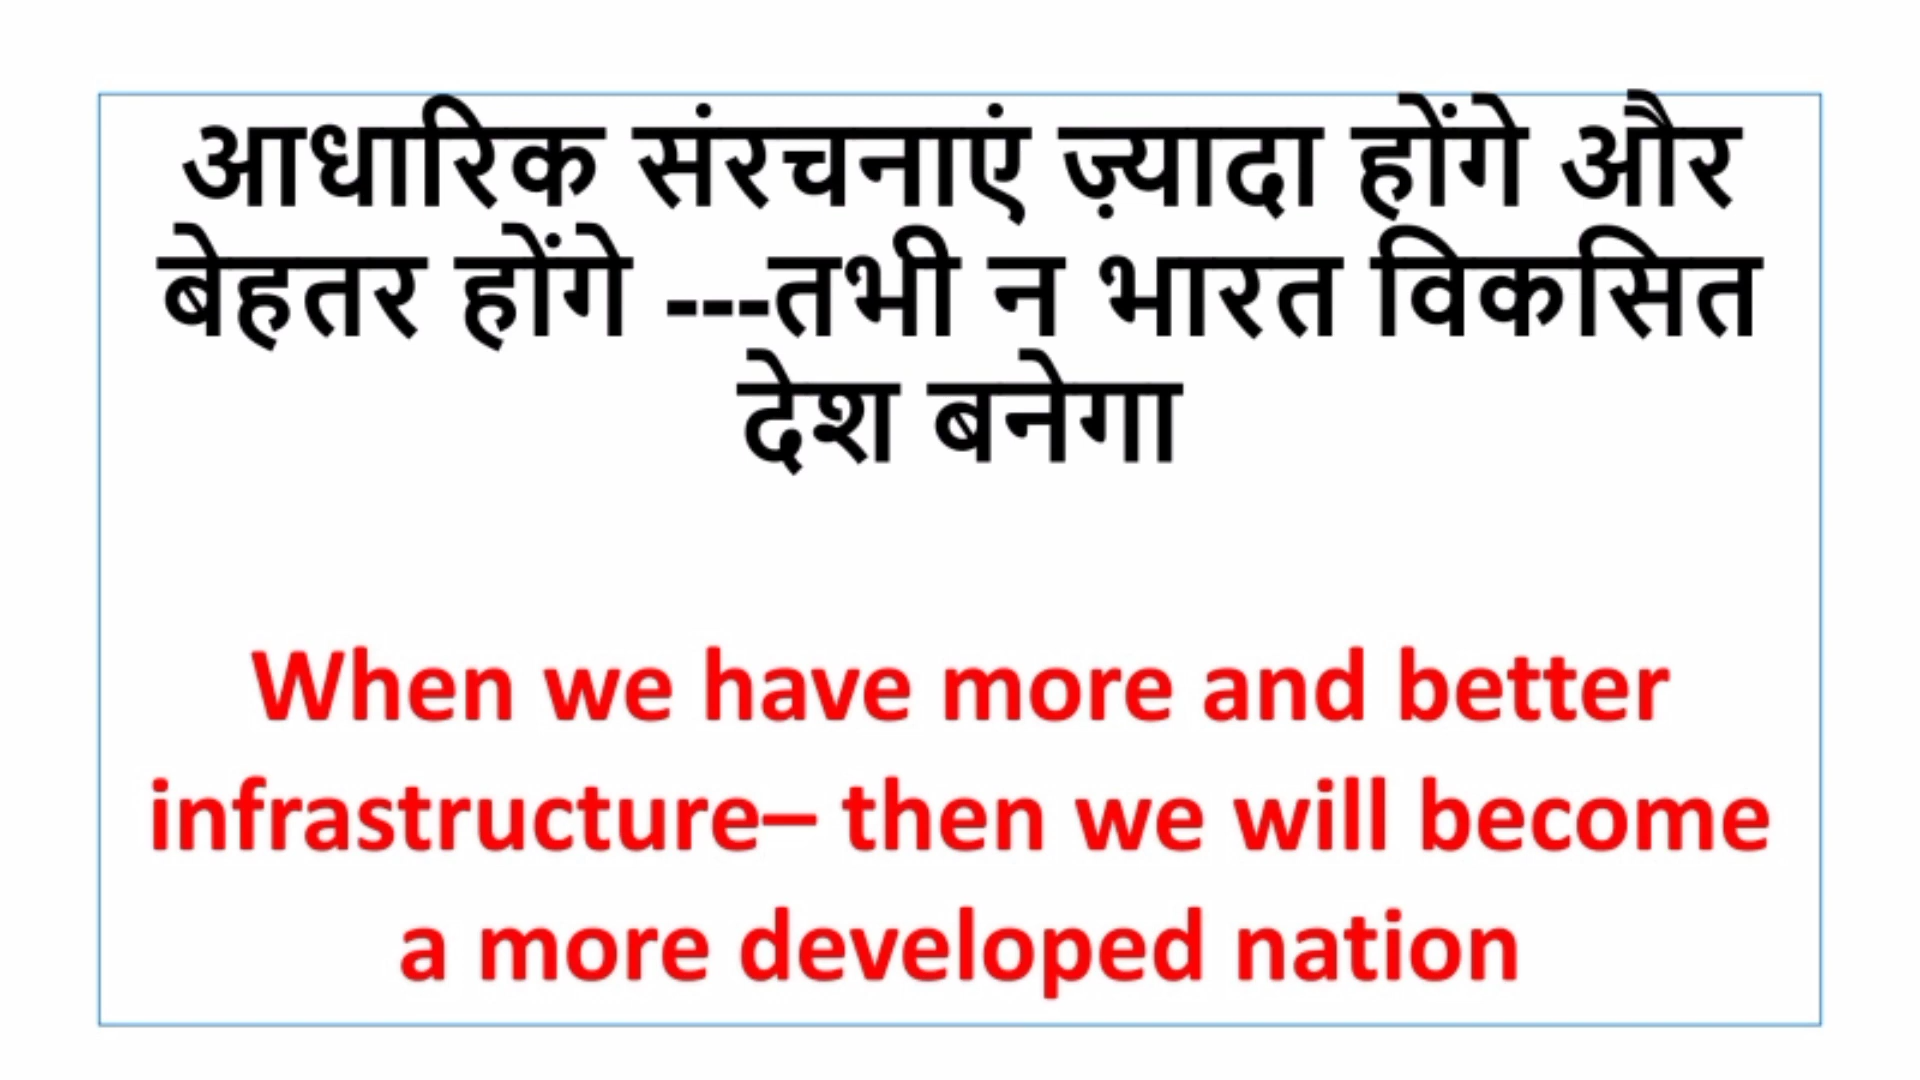 आधारिक संरचनाएं ज़्यादा होंगे और
बेहतर होंगे ---तभी न भारत विकसित
देश बनेगा
When we have more and better
infrastructure– then we will become
a more developed nation